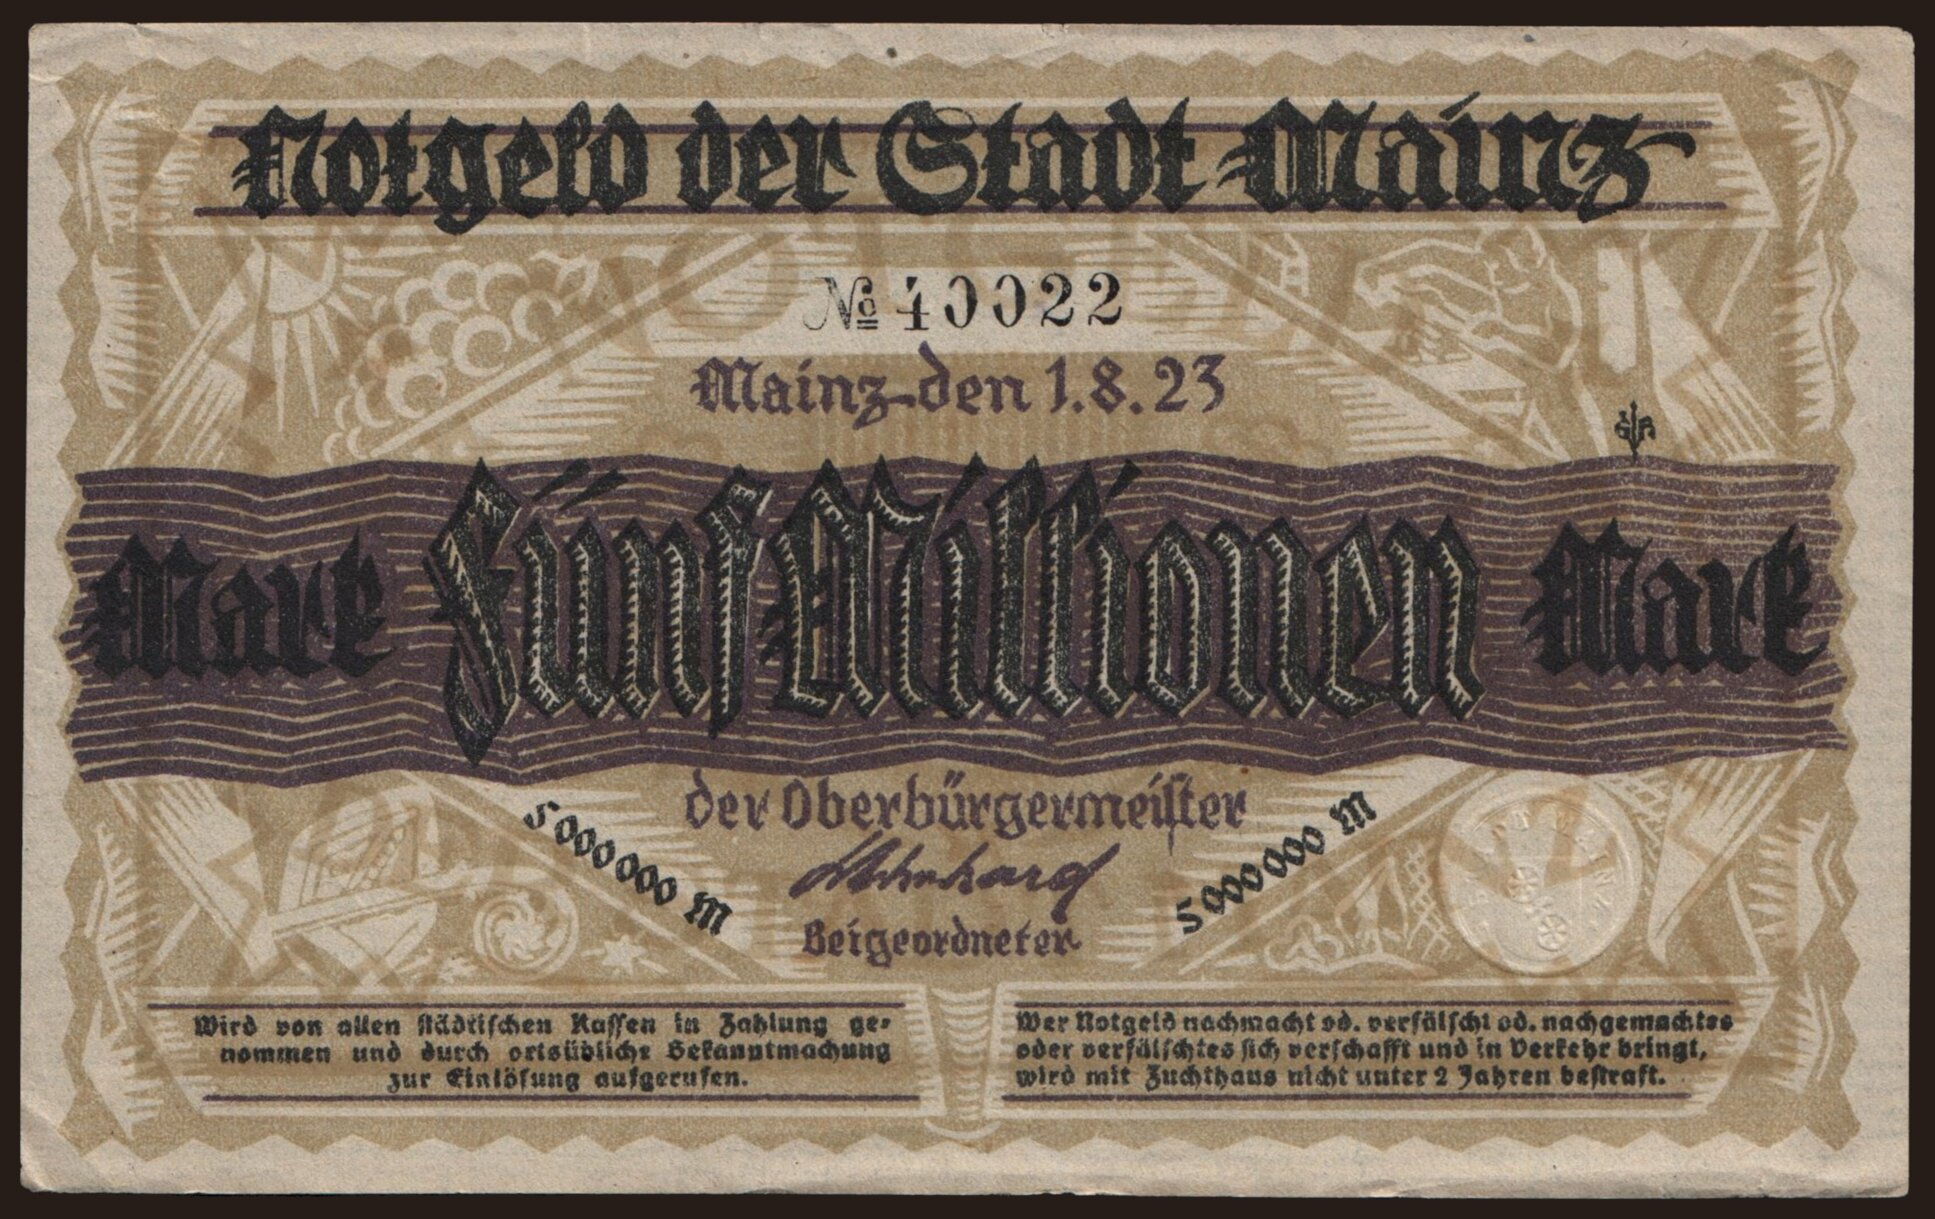 Notgeld der Stadt Mainz
№ 40022
Mainz den 1.8.23
Mark Fünf Millionen Mark
der Oberbürgermeister
5000000 M
5000000 M
Beigeordneter
Wird von allen städtischen Kassen in Zahlung ge-
nommen und durch ortsübliche Bekanntmachung
zur Einlösung aufgerufen.
Wer Notgeld nachmacht od. verfälscht od. nachgemachtes
oder verfälschtes sich verschafft und in Verkehr bringt,
wird mit Zuchthaus nicht unter 2 Jahren bestraft.
STADT MAINZ